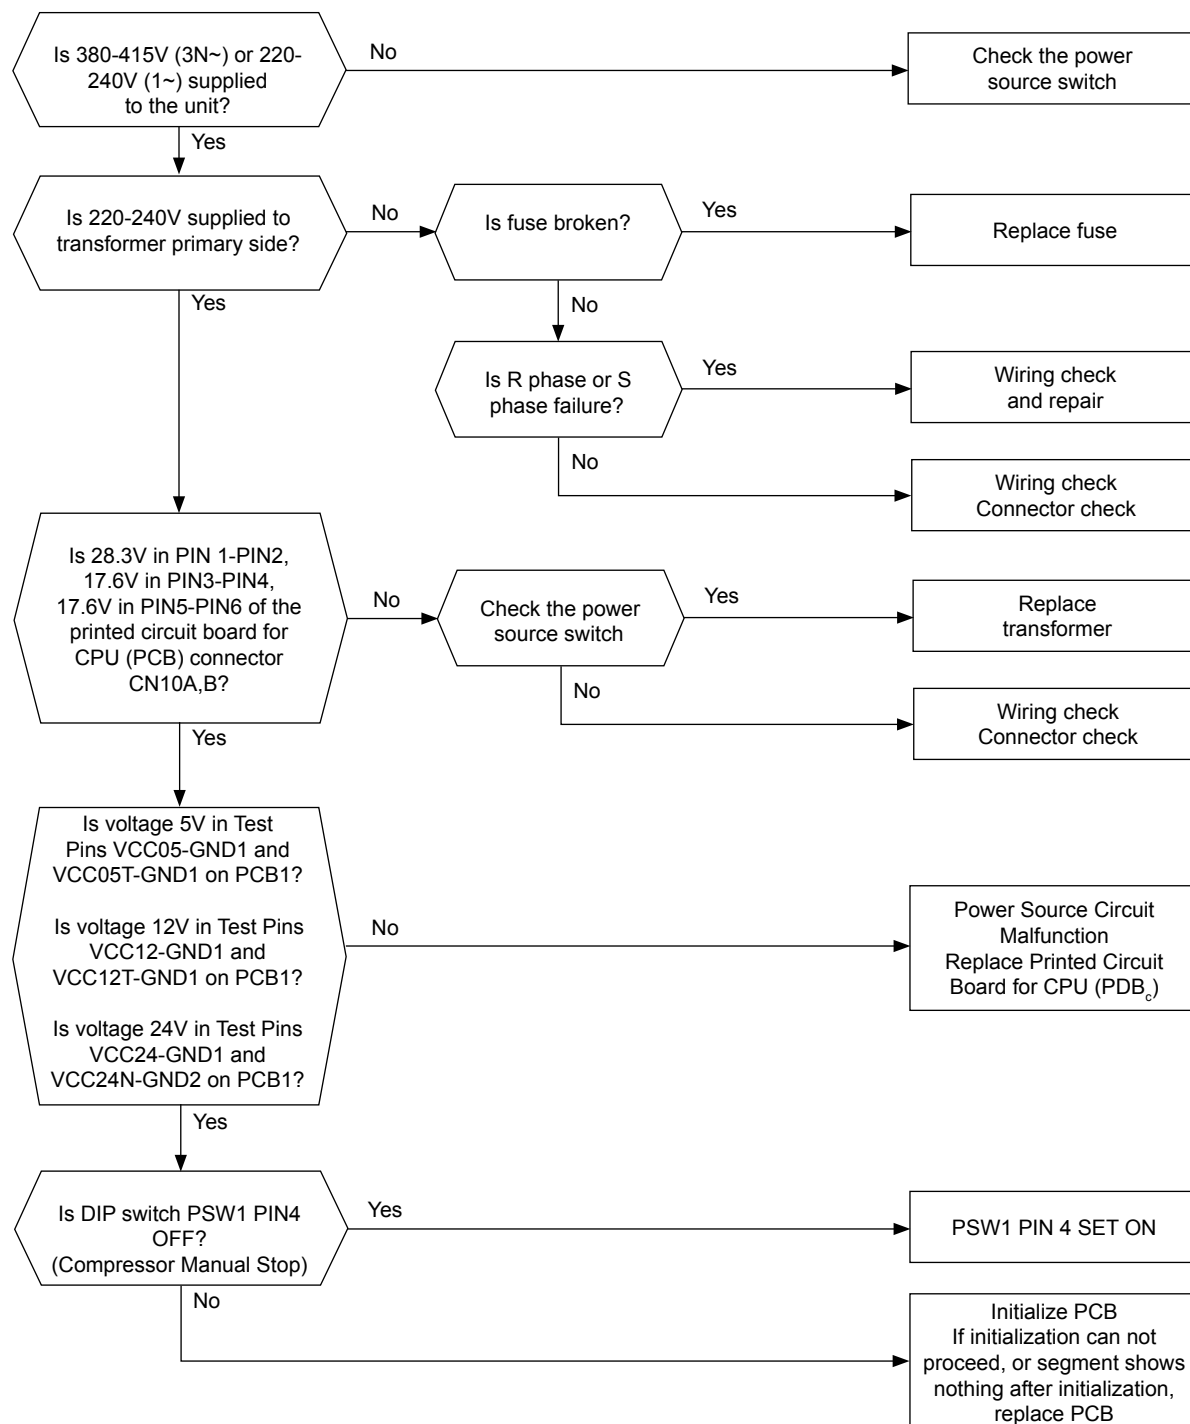 Is 380-415V (3N~) or 220-
240V (1~) supplied
to the unit?
No
Check the power
source switch
Yes
Is 220-240V supplied to
transformer primary side?
No
Is fuse broken?
Yes
Replace fuse
Yes
No
Is R phase or S
phase failure?
Yes
Wiring check
and repair
No
Wiring check
Connector check
Is 28.3V in PIN 1-PIN2,
17.6V in PIN3-PIN4,
17.6V in PIN5-PIN6 of the
printed circuit board for
CPU (PCB) connector
CN10A,B?
No
Check the power
source switch
Yes
Replace
transformer
No
Wiring check
Connector check
Yes
Is voltage 5V in Test
Pins VCC05-GND1 and
VCC05T-GND1 on PCB1?
Is voltage 12V in Test Pins
VCC12-GND1 and
VCC12T-GND1 on PCB1?
Is voltage 24V in Test Pins
VCC24-GND1 and
VCC24N-GND2 on PCB1?
No
Power Source Circuit
Malfunction
Replace Printed Circuit
Board for CPU (PDBc)
Yes
Is DIP switch PSW1 PIN4
OFF?
(Compressor Manual Stop)
Yes
PSW1 PIN 4 SET ON
No
Initialize PCB
If initialization can not
proceed, or segment shows
nothing after initialization,
replace PCB